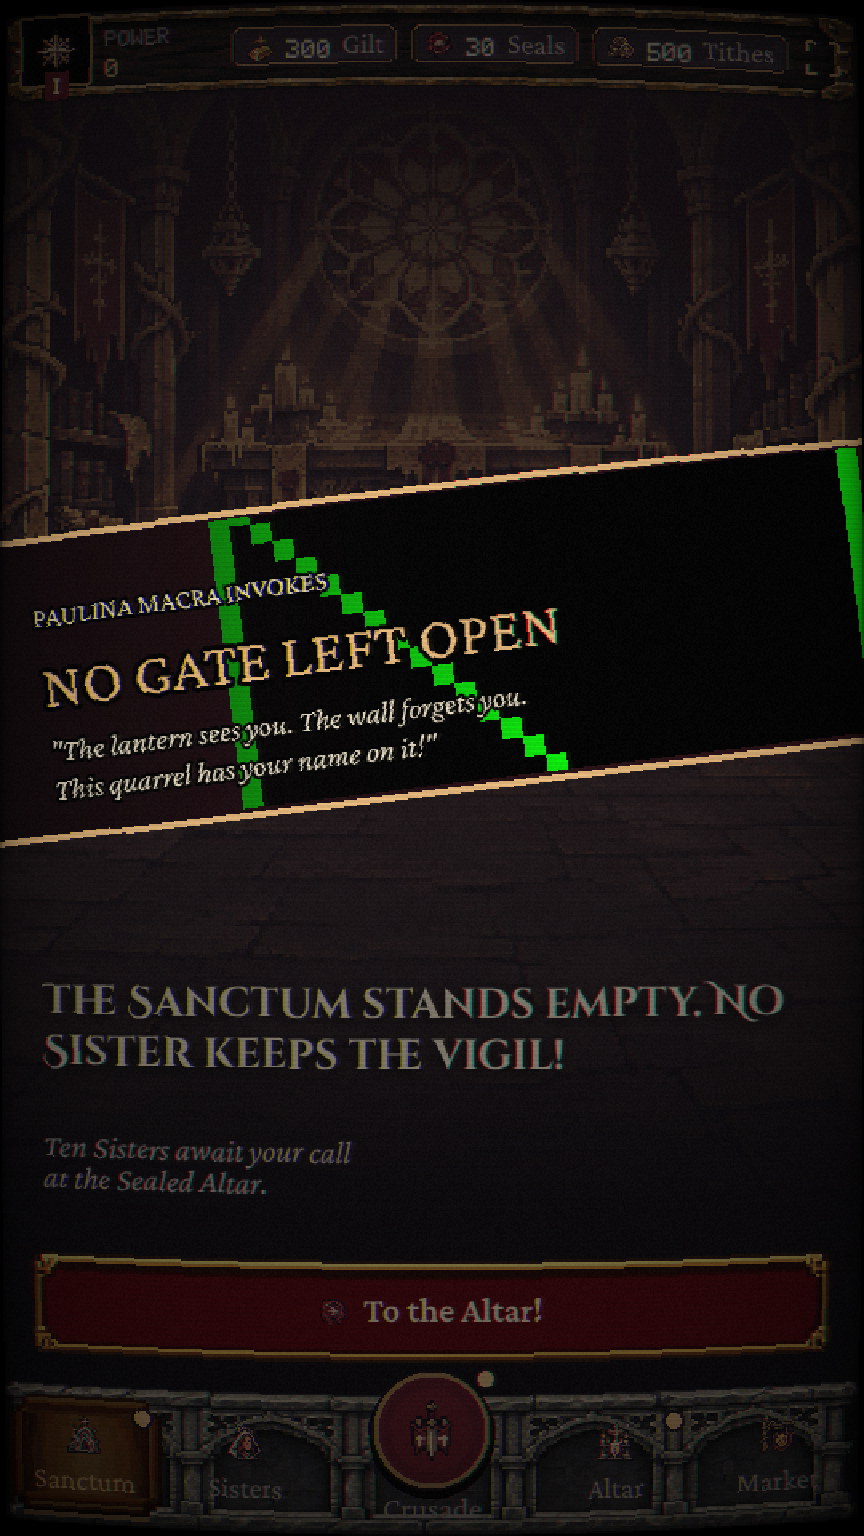 POWER
0
I
300 Gilt
30 Seals
500 Tithes
PAULINA MACRA INVOKES
NO GATE LEFT OPEN
"The lantern sees you. The wall forgets you.
This quarrel has your name on it!"
THE SANCTUM STANDS EMPTY. NO
SISTER KEEPS THE VIGIL!
Ten Sisters await your call
at the Sealed Altar.
To the Altar!
Sanctum
Sisters
Crusade
Altar
Market